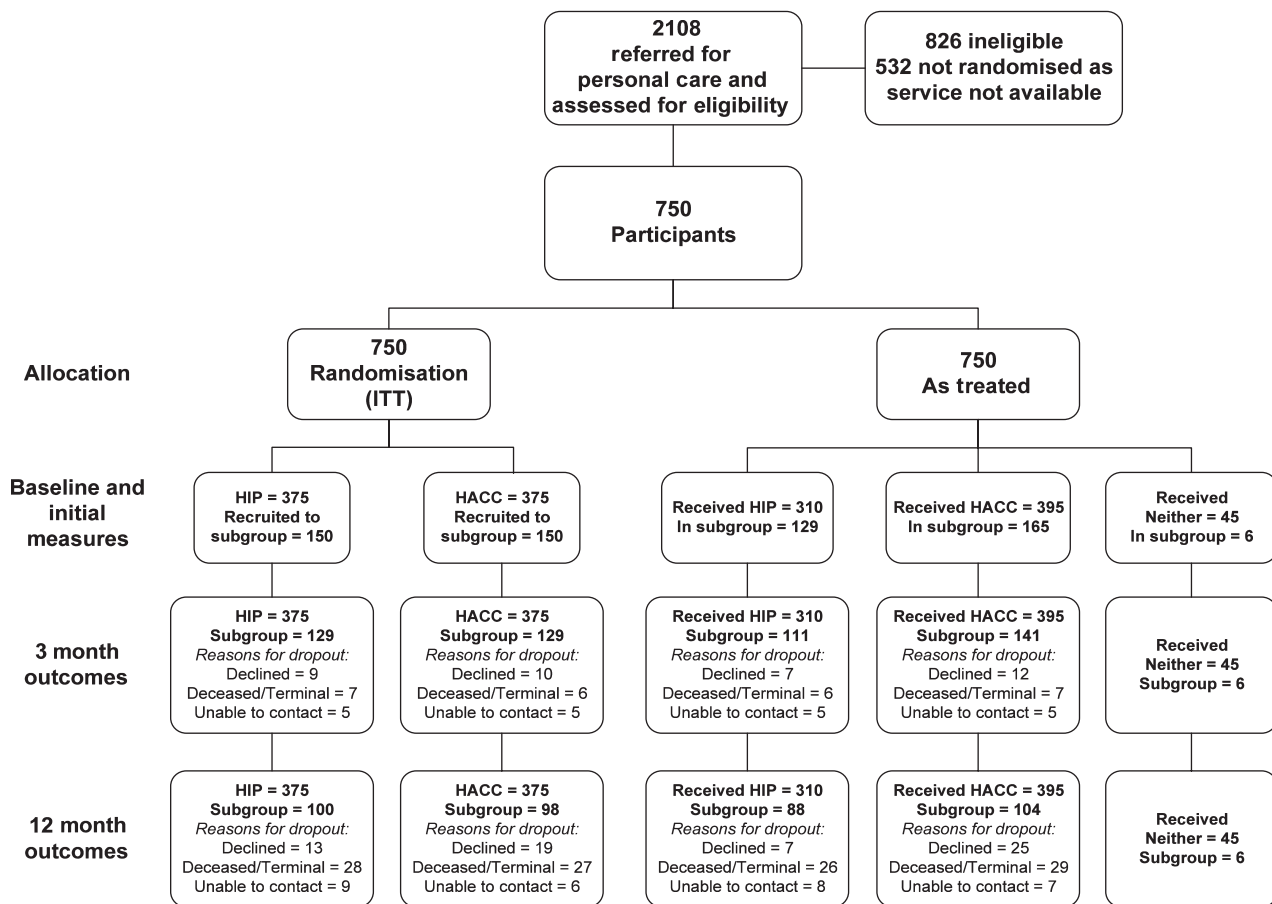 2108
referred for
personal care and
assessed for eligibility
826 ineligible
532 not randomised as
service not available
750
Participants
Allocation
750
Randomisation
(ITT)
750
As treated
Baseline and
initial
measures
HIP = 375
Recruited to
subgroup = 150
HACC = 375
Recruited to
subgroup = 150
Received HIP = 310
In subgroup = 129
Received HACC = 395
In subgroup = 165
Received
Neither = 45
In subgroup = 6
3 month
outcomes
HIP = 375
Subgroup = 129
Reasons for dropout:
Declined = 9
Deceased/Terminal = 7
Unable to contact = 5
HACC = 375
Subgroup = 129
Reasons for dropout:
Declined = 10
Deceased/Terminal = 6
Unable to contact = 5
Received HIP = 310
Subgroup = 111
Reasons for dropout:
Declined = 7
Deceased/Terminal = 6
Unable to contact = 5
Received HACC = 395
Subgroup = 141
Reasons for dropout:
Declined = 12
Deceased/Terminal = 7
Unable to contact = 5
Received
Neither = 45
Subgroup = 6
12 month
outcomes
HIP = 375
Subgroup = 100
Reasons for dropout:
Declined = 13
Deceased/Terminal = 28
Unable to contact = 9
HACC = 375
Subgroup = 98
Reasons for dropout:
Declined = 19
Deceased/Terminal = 27
Unable to contact = 6
Received HIP = 310
Subgroup = 88
Reasons for dropout:
Declined = 7
Deceased/Terminal = 26
Unable to contact = 8
Received HACC = 395
Subgroup = 104
Reasons for dropout:
Declined = 25
Deceased/Terminal = 29
Unable to contact = 7
Received
Neither = 45
Subgroup = 6